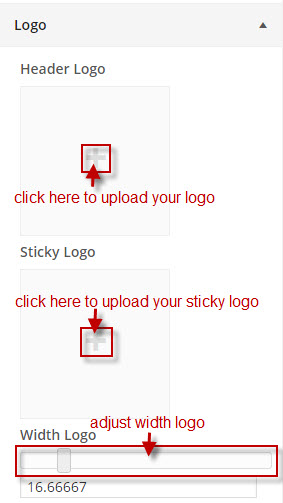 Logo
Header Logo
click here to upload your logo
Sticky Logo
click here to upload your sticky logo
adjust width logo
Width Logo
16.66667